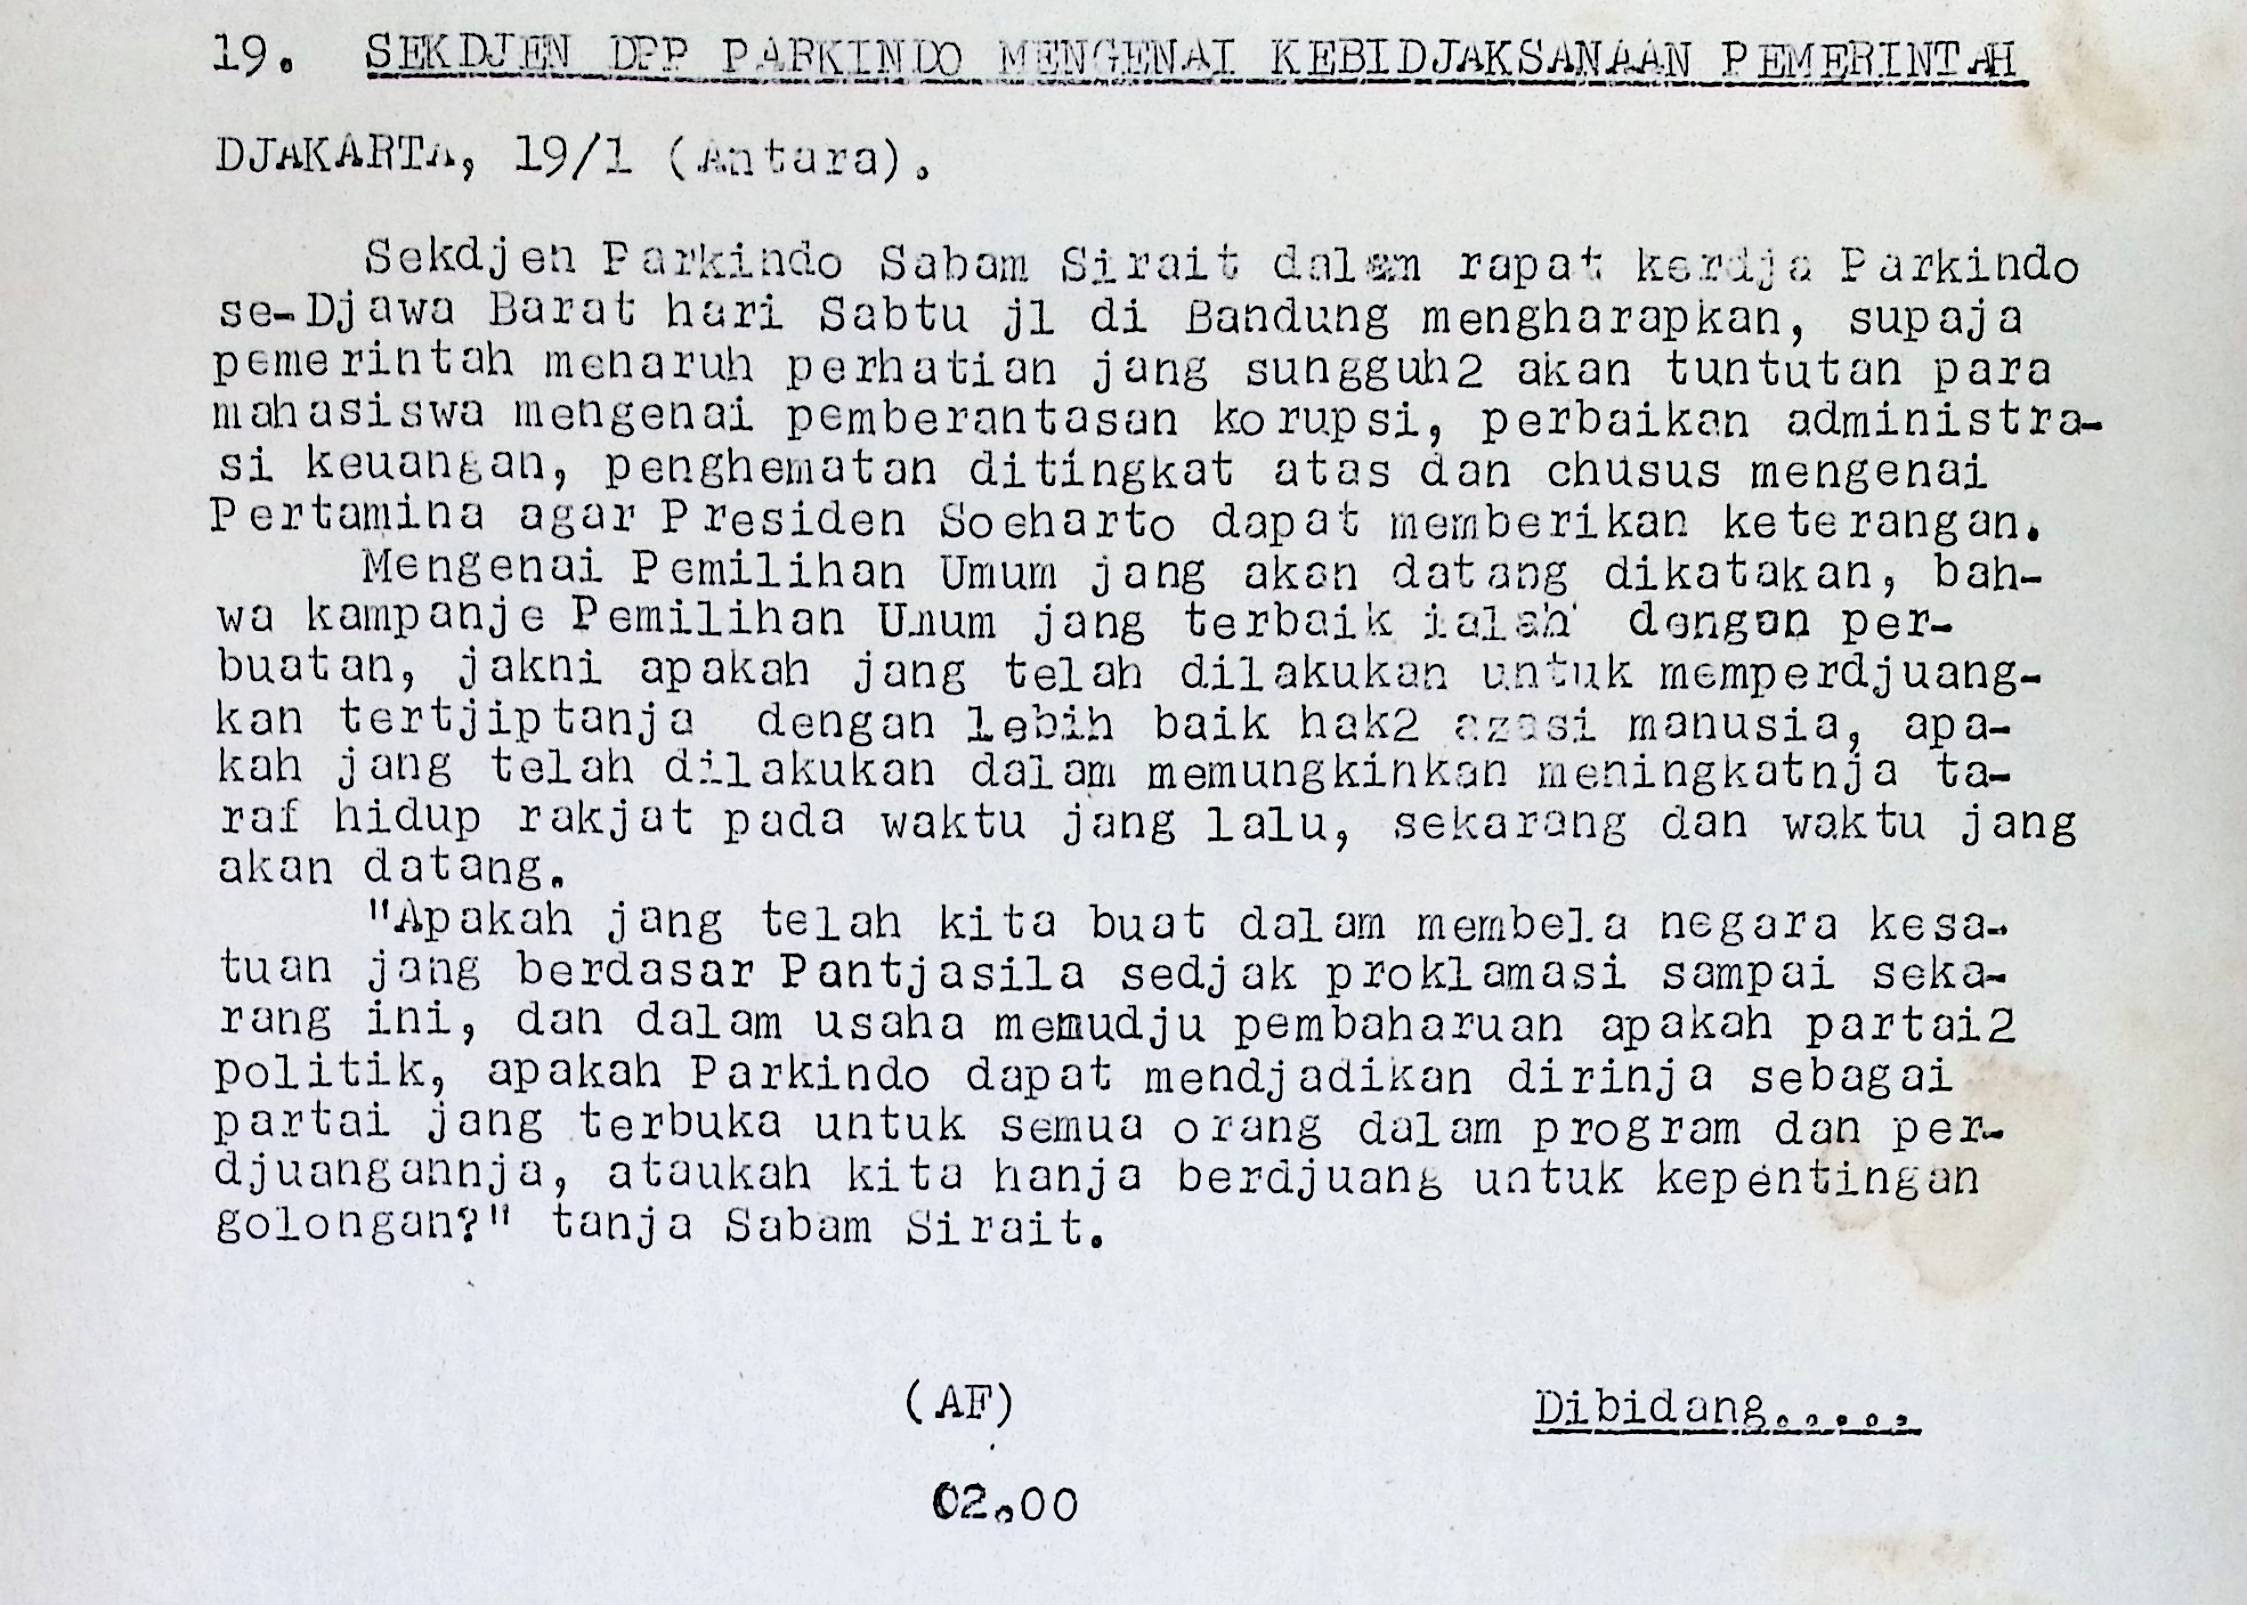 19. SEKDJEN DPP PARKINDO MENGENAI KEBIDJAKSANAAN PEMERINTAH
DJAKARTA, 19/1 (Antara).
Sekdjen Parkindo Sabam Sirait dalam rapat kerdja Parkindo
se-Djawa Barat hari Sabtu jl di Bandung mengharapkan, supaja
pemerintah menaruh perhatian jang sungguh2 akan tuntutan para
mahasiswa mengenai pemberantasan korupsi, perbaikan administra-
si keuangan, penghematan ditingkat atas dan chusus mengenai
Pertamina agar Presiden Soeharto dapat memberikan keterangan.
Mengenai Pemilihan Umum jang akan datang dikatakan, bah-
wa kampanje Pemilihan Umum jang terbaik ialah dengan per-
buatan, jakni apakah jang telah dilakukan untuk memperdjuang-
kan tertjiptanja dengan lebih baik hak2 azasi manusia, apa-
kah jang telah dilakukan dalam memungkinkan meningkatnja ta-
raf hidup rakjat pada waktu jang lalu, sekarang dan waktu jang
akan datang.
"Apakah jang telah kita buat dalam membela negara kesa-
tuan jang berdasar Pantjasila sedjak proklamasi sampai seka-
rang ini, dan dalam usaha memudju pembaharuan apakah partai2
politik, apakah Parkindo dapat mendjadikan dirinja sebagai
partai jang terbuka untuk semua orang dalam program dan per-
djuangannja, ataukah kita hanja berdjuang untuk kepentingan
golongan?" tanja Sabam Sirait.
(AF)
Dibidang.....
02.00